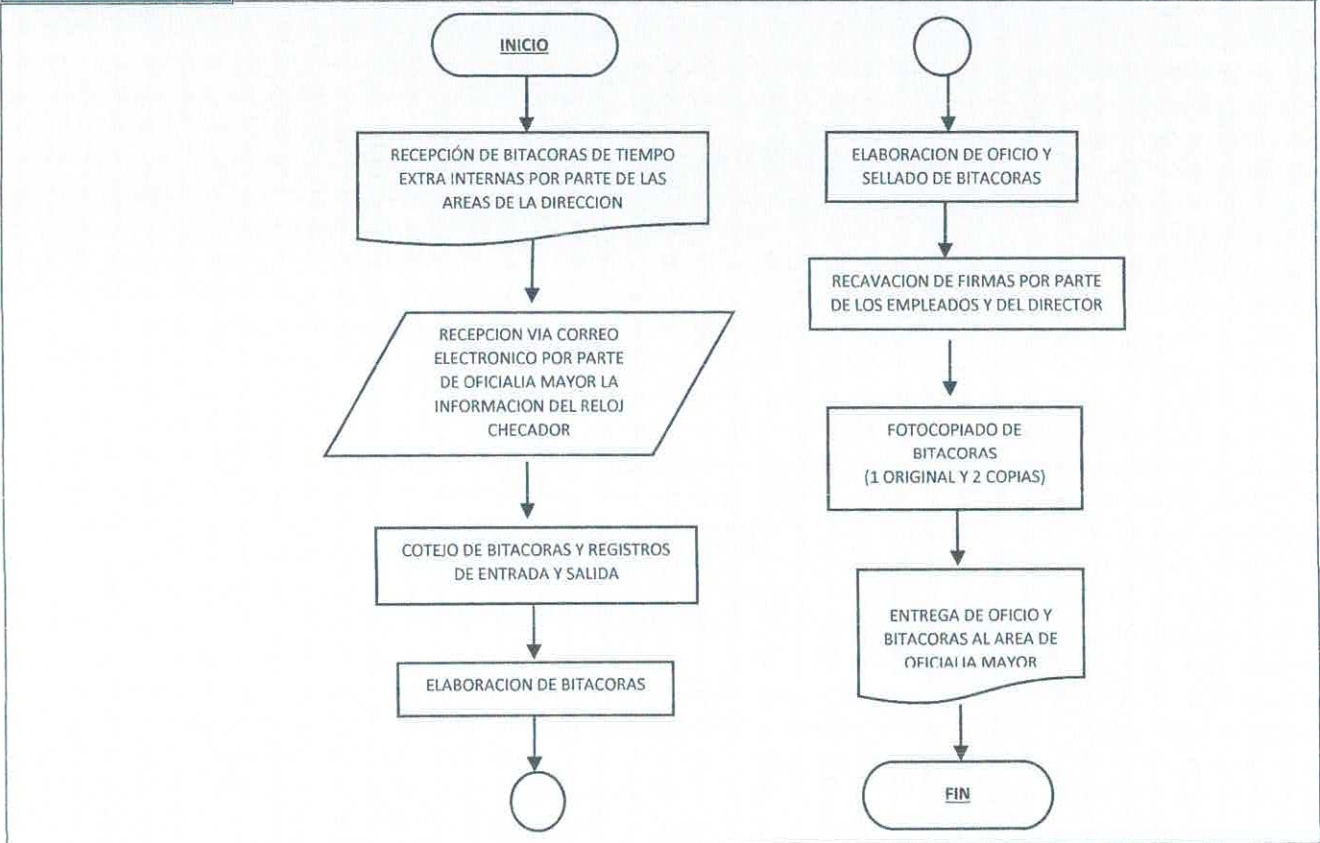 INICIO
RECEPCIÓN DE BITACORAS DE TIEMPO
EXTRA INTERNAS POR PARTE DE LAS
AREAS DE LA DIRECCION
RECEPCION VIA CORREO
ELECTRONICO POR PARTE
DE OFICIALIA MAYOR LA
INFORMACION DEL RELOJ
CHECADOR
COTEJO DE BITACORAS Y REGISTROS
DE ENTRADA Y SALIDA
ELABORACION DE BITACORAS
ELABORACION DE OFICIO Y
SELLADO DE BITACORAS
RECAVACION DE FIRMAS POR PARTE
DE LOS EMPLEADOS Y DEL DIRECTOR
FOTOCOPIADO DE
BITACORAS
(1 ORIGINAL Y 2 COPIAS)
ENTREGA DE OFICIO Y
BITACORAS AL AREA DE
OFICIALIA MAYOR
FIN